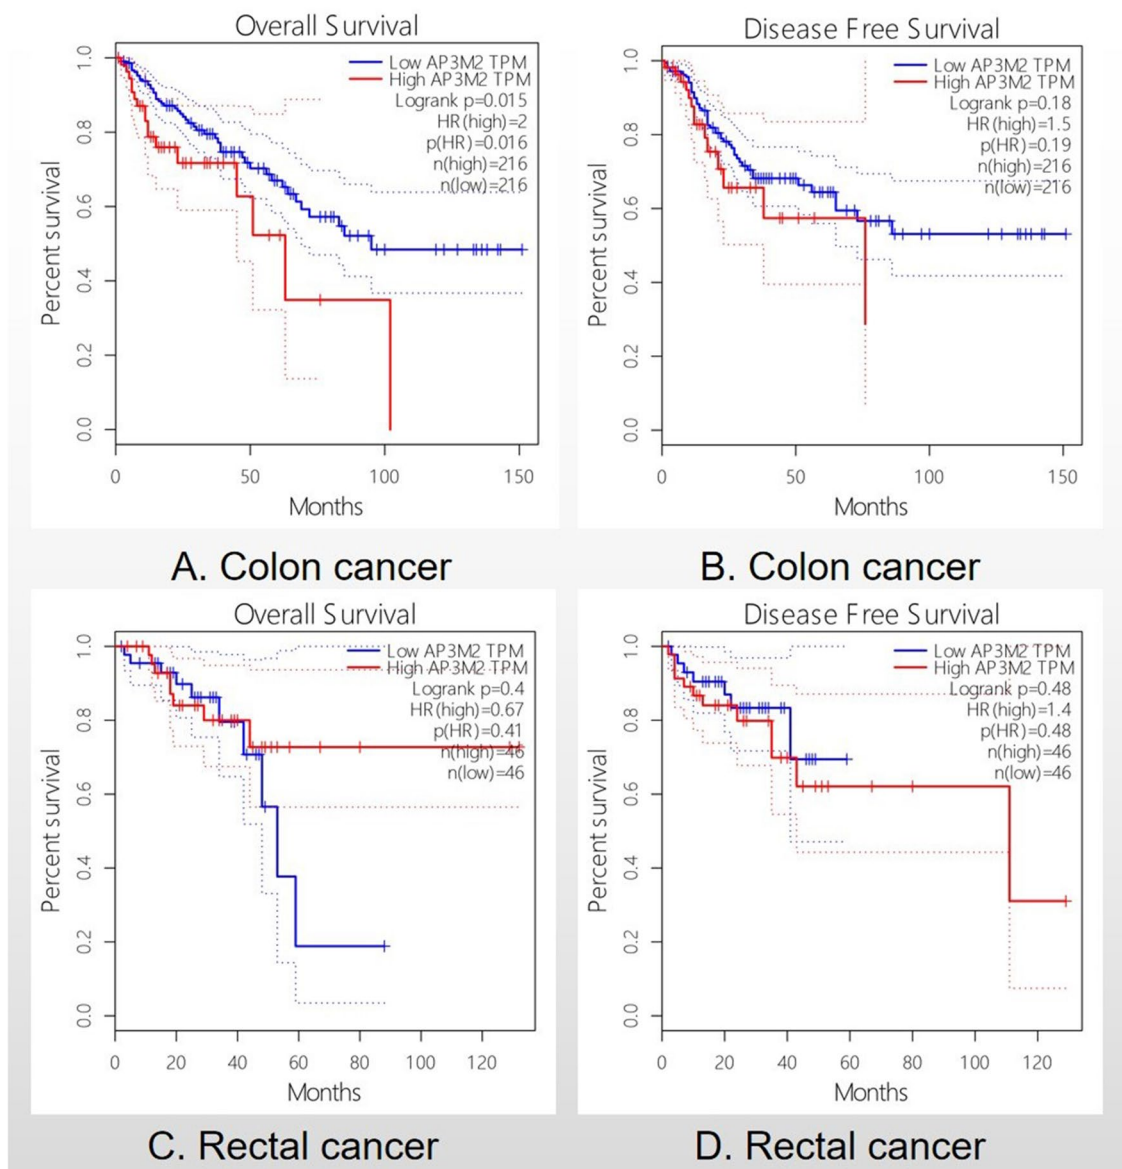 Overall Survival
Low AP3M2 TPM
High AP3M2 TPM
Logrank p=0.015
HR(high)=2
p(HR)=0.016
n(high)=216
n(low)=216
Percent survival
0.0 0.2 0.4 0.6 0.8 1.0
0 50 100 150
Months
A. Colon cancer
Disease Free Survival
Low AP3M2 TPM
High AP3M2 TPM
Logrank p=0.18
HR(high)=1.5
p(HR)=0.19
n(high)=216
n(low)=216
Percent survival
0.0 0.2 0.4 0.6 0.8 1.0
0 50 100 150
Months
B. Colon cancer
Overall Survival
Low AP3M2 TPM
High AP3M2 TPM
Logrank p=0.4
HR(high)=0.67
p(HR)=0.41
n(high)=46
n(low)=46
Percent survival
0.0 0.2 0.4 0.6 0.8 1.0
0 20 40 60 80 100 120
Months
C. Rectal cancer
Disease Free Survival
Low AP3M2 TPM
High AP3M2 TPM
Logrank p=0.48
HR(high)=1.4
p(HR)=0.48
n(high)=46
n(low)=46
Percent survival
0.0 0.2 0.4 0.6 0.8 1.0
0 20 40 60 80 100 120
Months
D. Rectal cancer